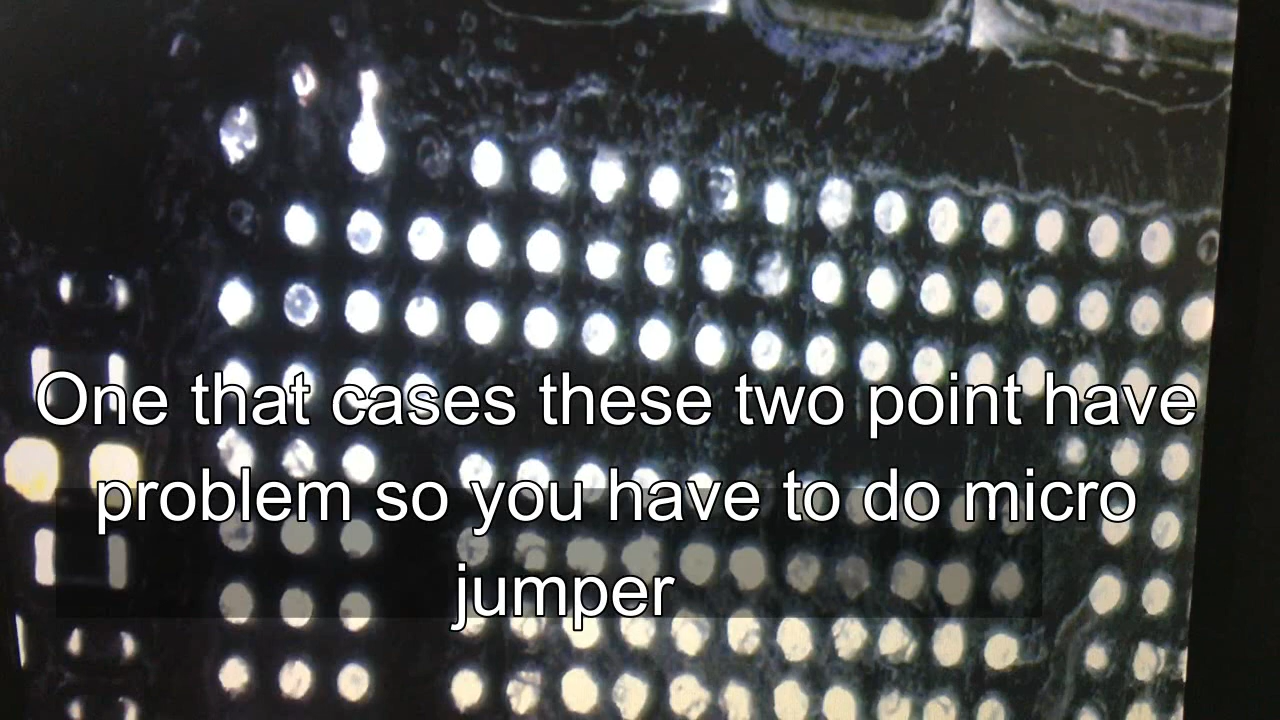 One that cases these two point have
problem so you have to do micro
jumper